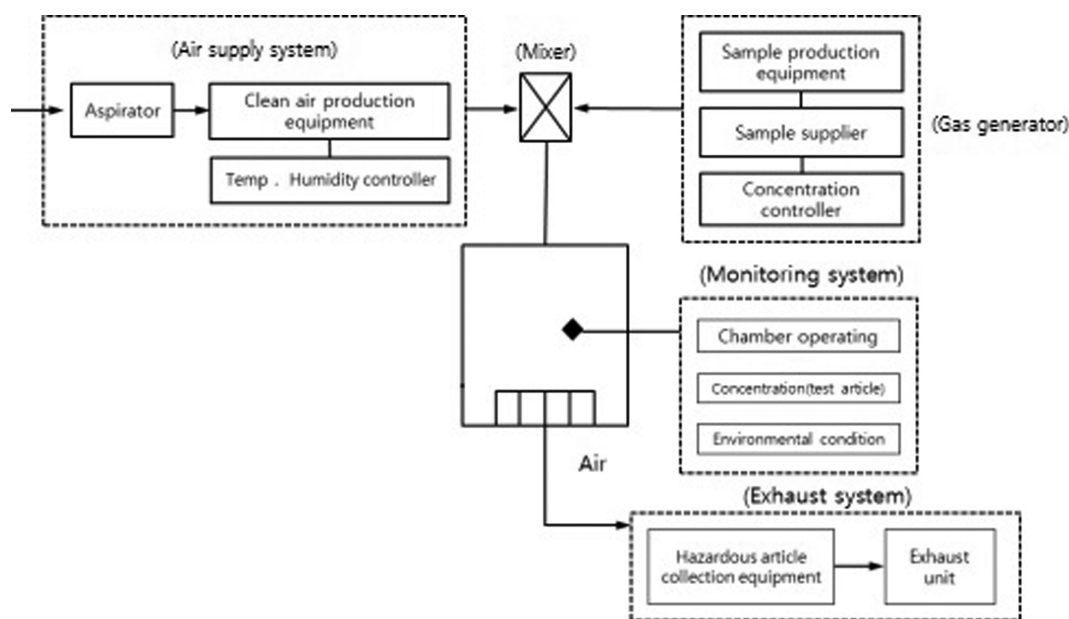 (Air supply system)
Aspirator
Clean air production
equipment
Temp . Humidity controller
(Mixer)
Sample production
equipment
Sample supplier
Concentration
controller
(Gas generator)
(Monitoring system)
Chamber operating
Concentration(test article)
Environmental condition
Air
(Exhaust system)
Hazardous article
collection equipment
Exhaust
unit